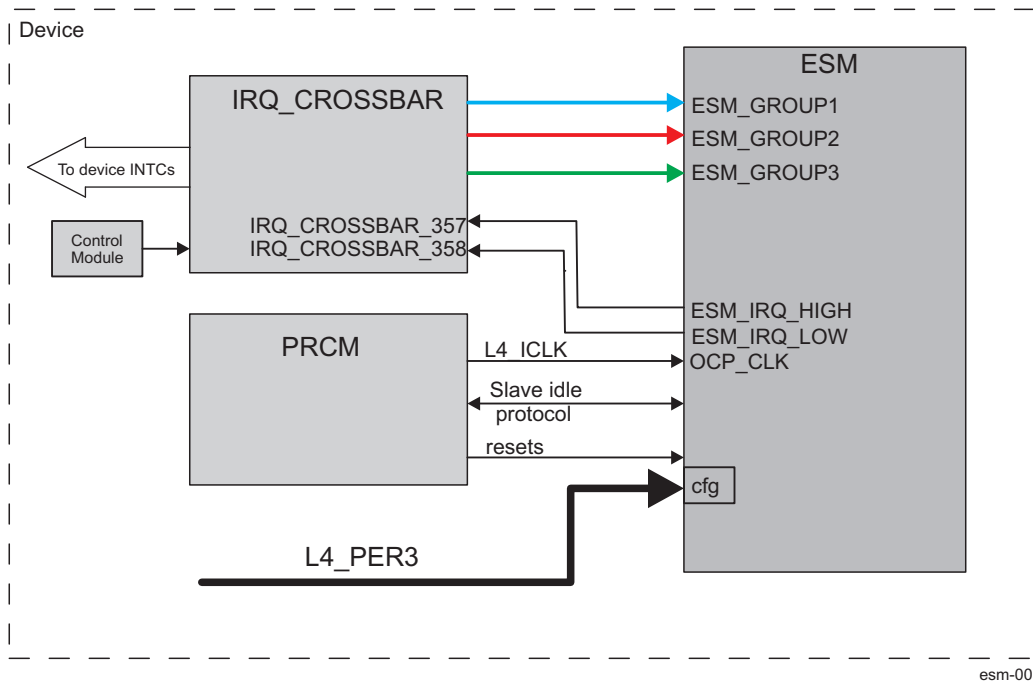 Device
ESM
IRQ_CROSSBAR
ESM_GROUP1
ESM_GROUP2
ESM_GROUP3
To device INTCs
IRQ_CROSSBAR_357
IRQ_CROSSBAR_358
Control
Module
ESM_IRQ_HIGH
ESM_IRQ_LOW
OCP_CLK
PRCM
L4_ICLK
Slave idle
protocol
resets
cfg
L4_PER3
esm-00